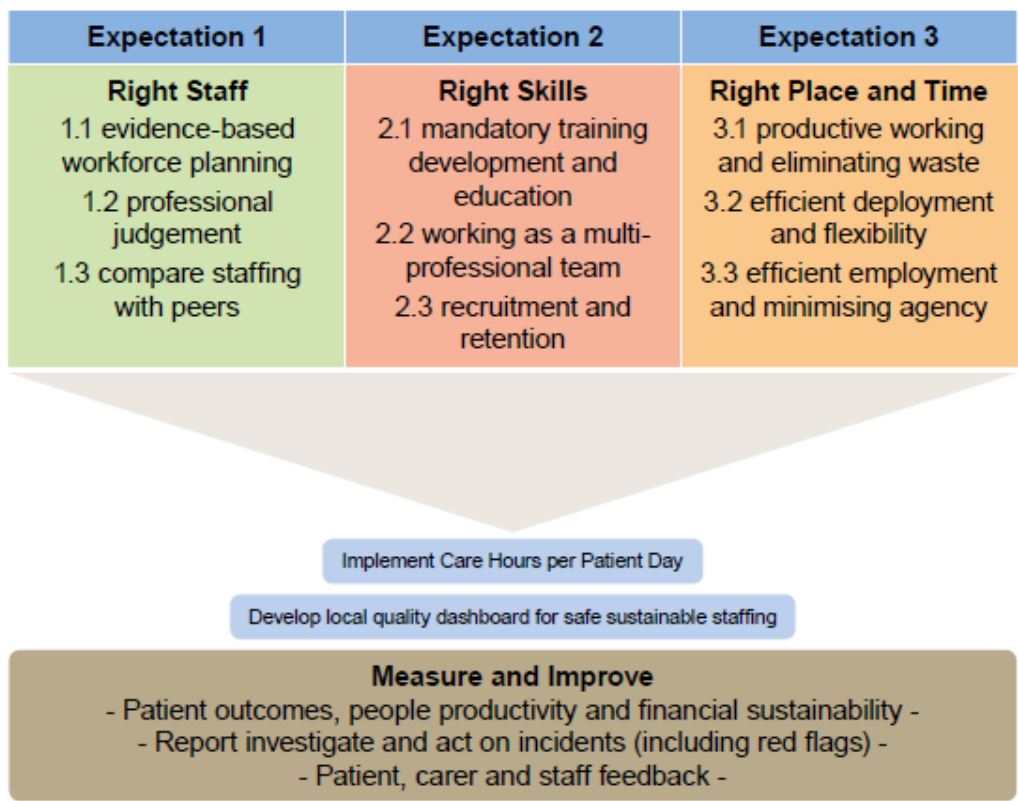 Expectation 1
Expectation 2
Expectation 3
Right Staff
1.1 evidence-based
workforce planning
1.2 professional
judgement
1.3 compare staffing
with peers
Right Skills
2.1 mandatory training
development and
education
2.2 working as a multi-
professional team
2.3 recruitment and
retention
Right Place and Time
3.1 productive working
and eliminating waste
3.2 efficient deployment
and flexibility
3.3 efficient employment
and minimising agency
Implement Care Hours per Patient Day
Develop local quality dashboard for safe sustainable staffing
Measure and Improve
- Patient outcomes, people productivity and financial sustainability -
- Report investigate and act on incidents (including red flags) -
- Patient, carer and staff feedback -